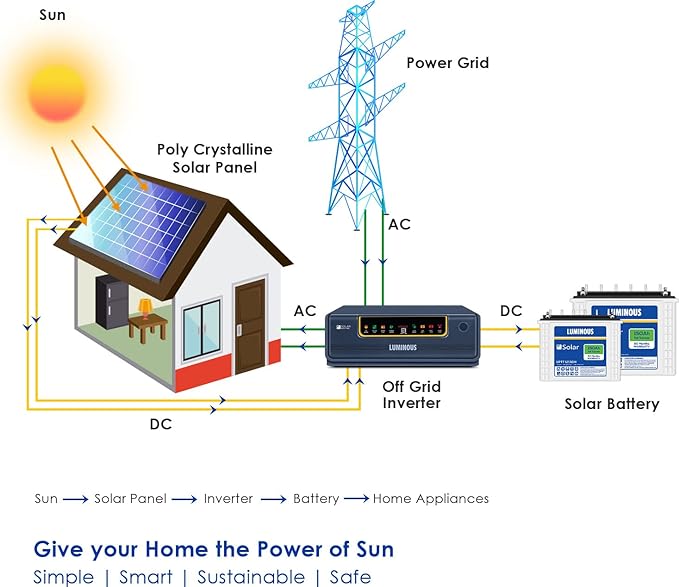 Sun
Power Grid
Poly Crystalline
Solar Panel
AC
AC
DC
LUMINOUS
LUMINOUS
LUMINOUS
Solar
150Ah
150Ah
Off Grid
Inverter
Solar Battery
DC
Sun → Solar Panel → Inverter → Battery → Home Appliances
Give your Home the Power of Sun
Simple | Smart | Sustainable | Safe